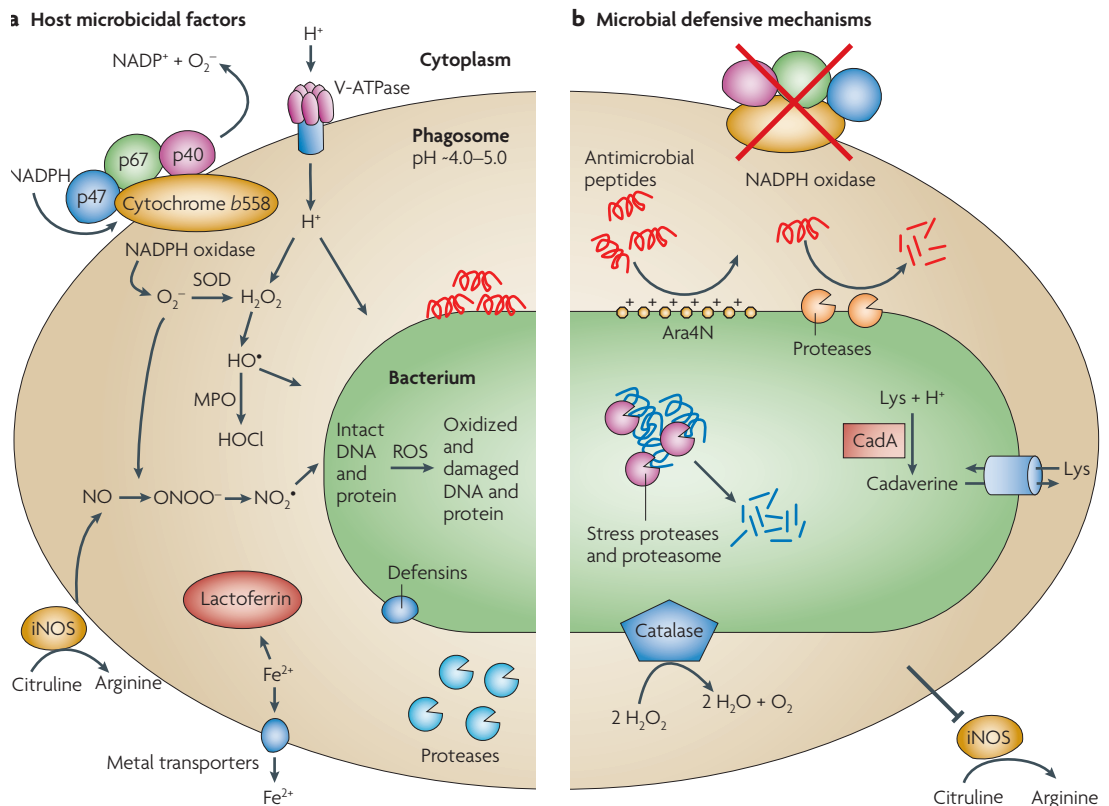 a Host microbicidal factors
H⁺
NADP⁺ + O₂⁻
Cytoplasm
V-ATPase
Phagosome
pH ~4.0–5.0
p67
p40
NADPH
p47
Cytochrome b558
H⁺
NADPH oxidase
SOD
O₂⁻
H₂O₂
HO•
Bacterium
MPO
HOCl
Intact
DNA
and
protein
ROS
Oxidized
and
damaged
DNA and
protein
NO
ONOO⁻
NO₂•
Defensins
Lactoferrin
iNOS
Fe²⁺
Citruline
Arginine
Metal transporters
Proteases
Fe²⁺
b Microbial defensive mechanisms
Antimicrobial
peptides
NADPH oxidase
+ + + + + + +
Ara4N
Proteases
Lys + H⁺
CadA
Cadaverine
Lys
Stress proteases
and proteasome
Catalase
2 H₂O₂
2 H₂O + O₂
iNOS
Citruline
Arginine